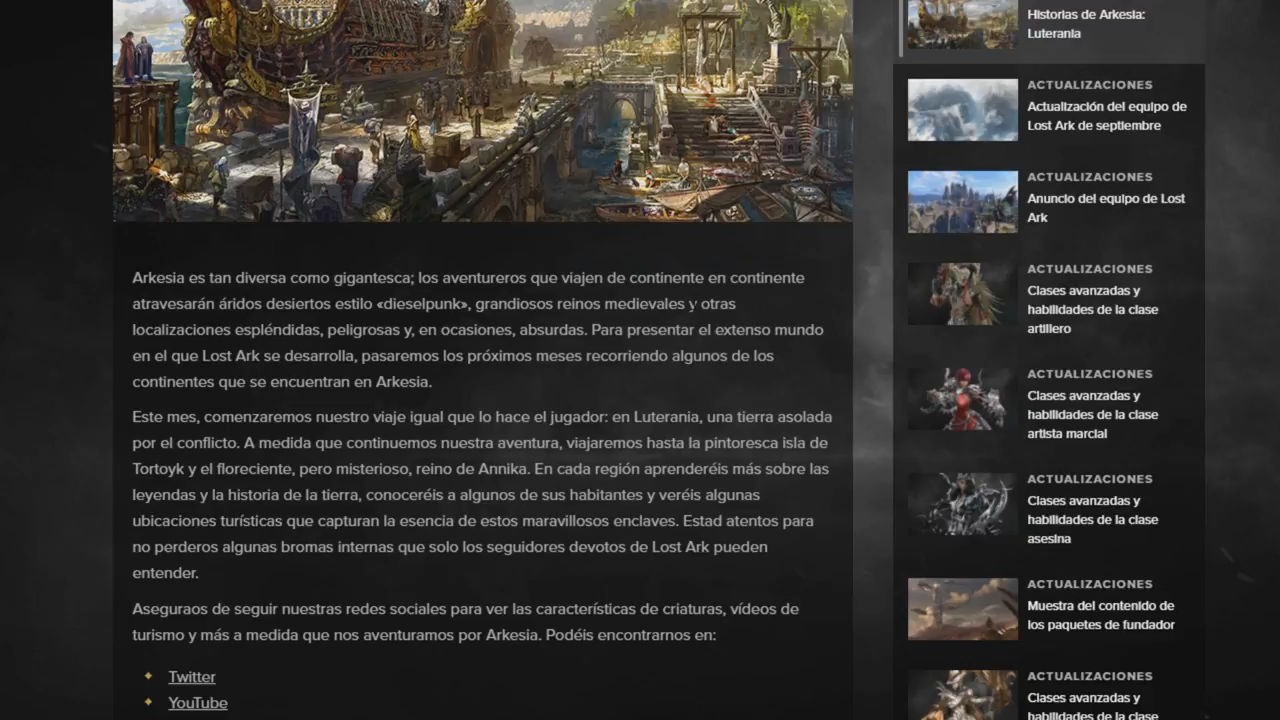 Arkesia es tan diversa como gigantesca; los aventureros que viajen de continente en continente
atravesarán áridos desiertos estilo «dieselpunk», grandiosos reinos medievales y otras
localizaciones espléndidas, peligrosas y, en ocasiones, absurdas. Para presentar el extenso mundo
en el que Lost Ark se desarrolla, pasaremos los próximos meses recorriendo algunos de los
continentes que se encuentran en Arkesia.
Este mes, comenzaremos nuestro viaje igual que lo hace el jugador: en Luterania, una tierra asolada
por el conflicto. A medida que continuemos nuestra aventura, viajaremos hasta la pintoresca isla de
Tortoyk y el floreciente, pero misterioso, reino de Annika. En cada región aprenderéis más sobre las
leyendas y la historia de la tierra, conoceréis a algunos de sus habitantes y veréis algunas
ubicaciones turísticas que capturan la esencia de estos maravillosos enclaves. Estad atentos para
no perderos algunas bromas internas que solo los seguidores devotos de Lost Ark pueden
entender.
Aseguraos de seguir nuestras redes sociales para ver las características de criaturas, vídeos de
turismo y más a medida que nos aventuramos por Arkesia. Podéis encontrarnos en:
Twitter
YouTube
Historias de Arkesia:
Luterania
ACTUALIZACIONES
Actualización del equipo de
Lost Ark de septiembre
ACTUALIZACIONES
Anuncio del equipo de Lost
Ark
ACTUALIZACIONES
Clases avanzadas y
habilidades de la clase
artillero
ACTUALIZACIONES
Clases avanzadas y
habilidades de la clase
artista marcial
ACTUALIZACIONES
Clases avanzadas y
habilidades de la clase
asesina
ACTUALIZACIONES
Muestra del contenido de
los paquetes de fundador
ACTUALIZACIONES
Clases avanzadas y
habilidades de la clase